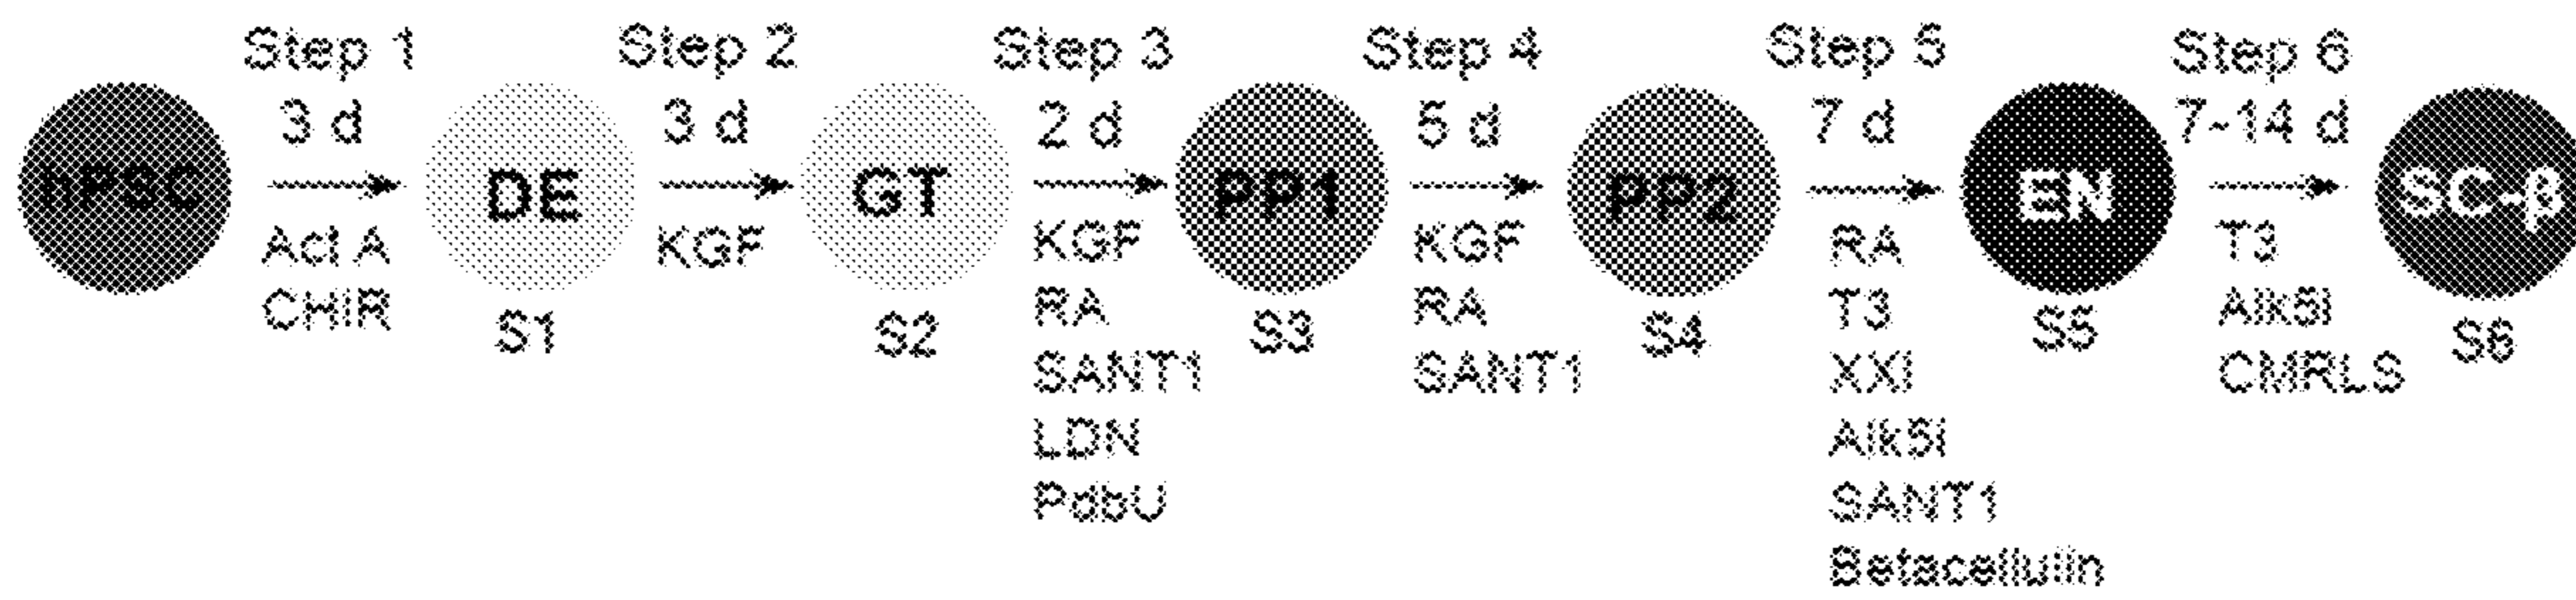 Step 1
Step 2
Step 3
Step 4
Step 5
Step 6
3 d
3 d
2 d
5 d
7 d
7-14 d
hPSC
DE
GT
PP1
PP2
EN
SC-β
Act A
CHIR
KGF
KGF
RA
SANT1
LDN
PdbU
KGF
RA
SANT1
RA
T3
XXI
Alk5i
SANT1
Betacellulin
T3
Alk5i
CMRLS
S1
S2
S3
S4
S5
S6